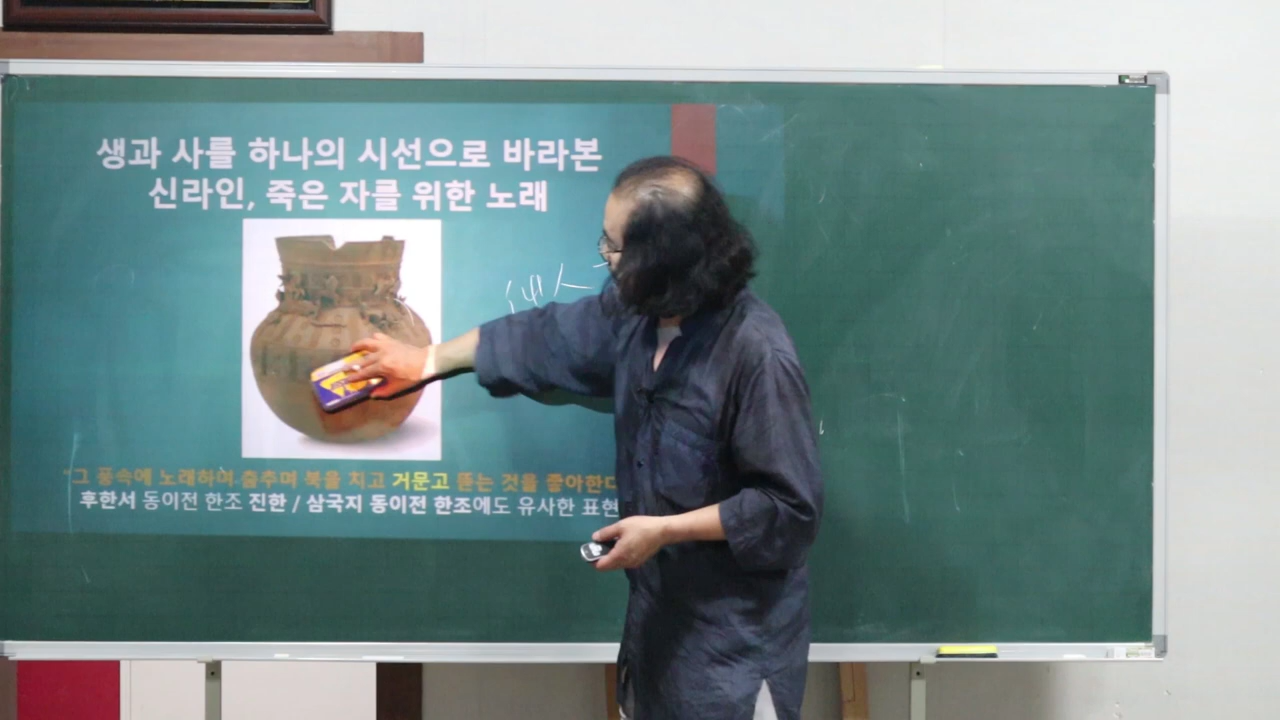 생과 사를 하나의 시선으로 바라본
신라인, 죽은 자를 위한 노래
"그 풍속에 노래하며 춤추며 북을 치고 거문고 뜯는 것을 좋아한다
후한서 동이전 한조 진한 / 삼국지 동이전 한조에도 유사한 표현